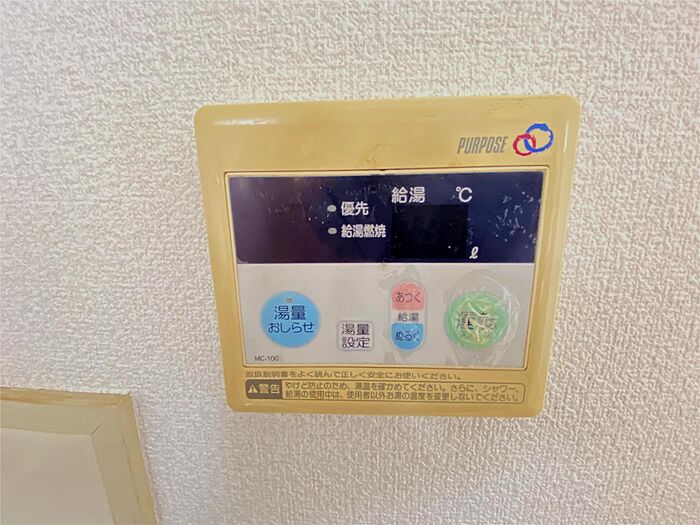 PURPOSE
給湯 ℃
優先
給湯燃焼
ℓ
湯量
おしらせ
湯量
設定
あつく
給湯
ぬるく
MC-100
取扱説明書をよく読んで正しく安全にお使いください。
警告 やけど防止のため、湯温を確かめてください。さらに、シャワー、
給湯の使用中は、使用者以外お湯の温度を変更しないでください。